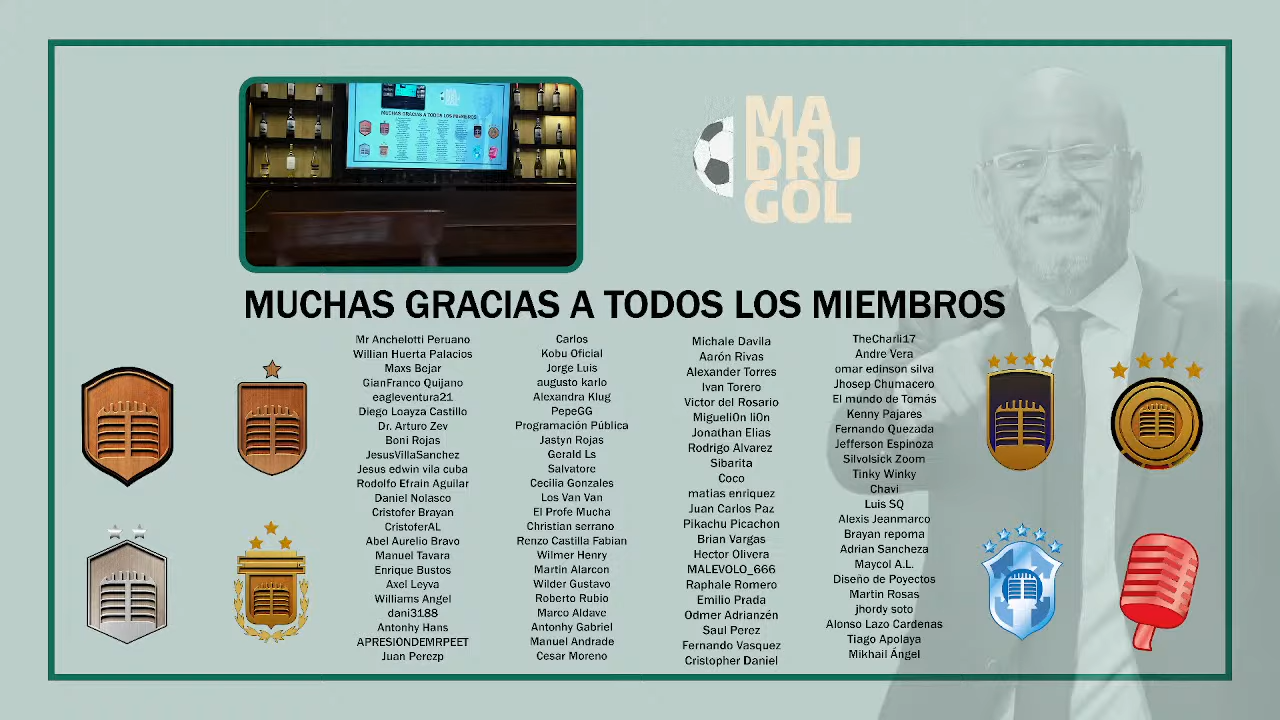 MUCHAS GRACIAS A TODOS LOS MIEMBROS
MA
DRU
GOL
MUCHAS GRACIAS A TODOS LOS MIEMBROS
Mr Anchelotti Peruano
Willian Huerta Palacios
Maxs Bejar
GianFranco Quijano
eagleventura21
Diego Loayza Castillo
Dr. Arturo Zev
Boni Rojas
JesusVillaSanchez
Jesus edwin vila cuba
Rodolfo Efrain Aguilar
Daniel Nolasco
Cristofer Brayan
CristoferAL
Abel Aurelio Bravo
Manuel Tavara
Enrique Bustos
Axel Leyva
Williams Angel
dani3188
Antonhy Hans
APRESIONDEMRPEET
Juan Perezp
Carlos
Kobu Oficial
Jorge Luis
augusto karlo
Alexandra Klug
PepeGG
Programación Pública
Jastyn Rojas
Gerald Ls
Salvatore
Cecilia Gonzales
Los Van Van
El Profe Mucha
Christian serrano
Renzo Castilla Fabian
Wilmer Henry
Martin Alarcon
Wilder Gustavo
Roberto Rubio
Marco Aldave
Antonhy Gabriel
Manuel Andrade
Cesar Moreno
Michale Davila
Aarón Rivas
Alexander Torres
Ivan Torero
Victor del Rosario
Migueli0n li0n
Jonathan Elias
Rodrigo Alvarez
Sibarita
Coco
matias enriquez
Juan Carlos Paz
Pikachu Picachon
Brian Vargas
Hector Olivera
MALEVOLO_666
Raphale Romero
Emilio Prada
Odmer Adrianzén
Saul Perez
Fernando Vasquez
Cristopher Daniel
TheCharli17
Andre Vera
omar edinson silva
Jhosep Chumacero
El mundo de Tomás
Kenny Pajares
Fernando Quezada
Jefferson Espinoza
Silvolsick Zoom
Tinky Winky
Chavi
Luis SQ
Alexis Jeanmarco
Brayan repoma
Adrian Sancheza
Maycol A.L.
Diseño de Poyectos
Martin Rosas
jhordy soto
Alonso Lazo Cardenas
Tiago Apolaya
Mikhail Ángel